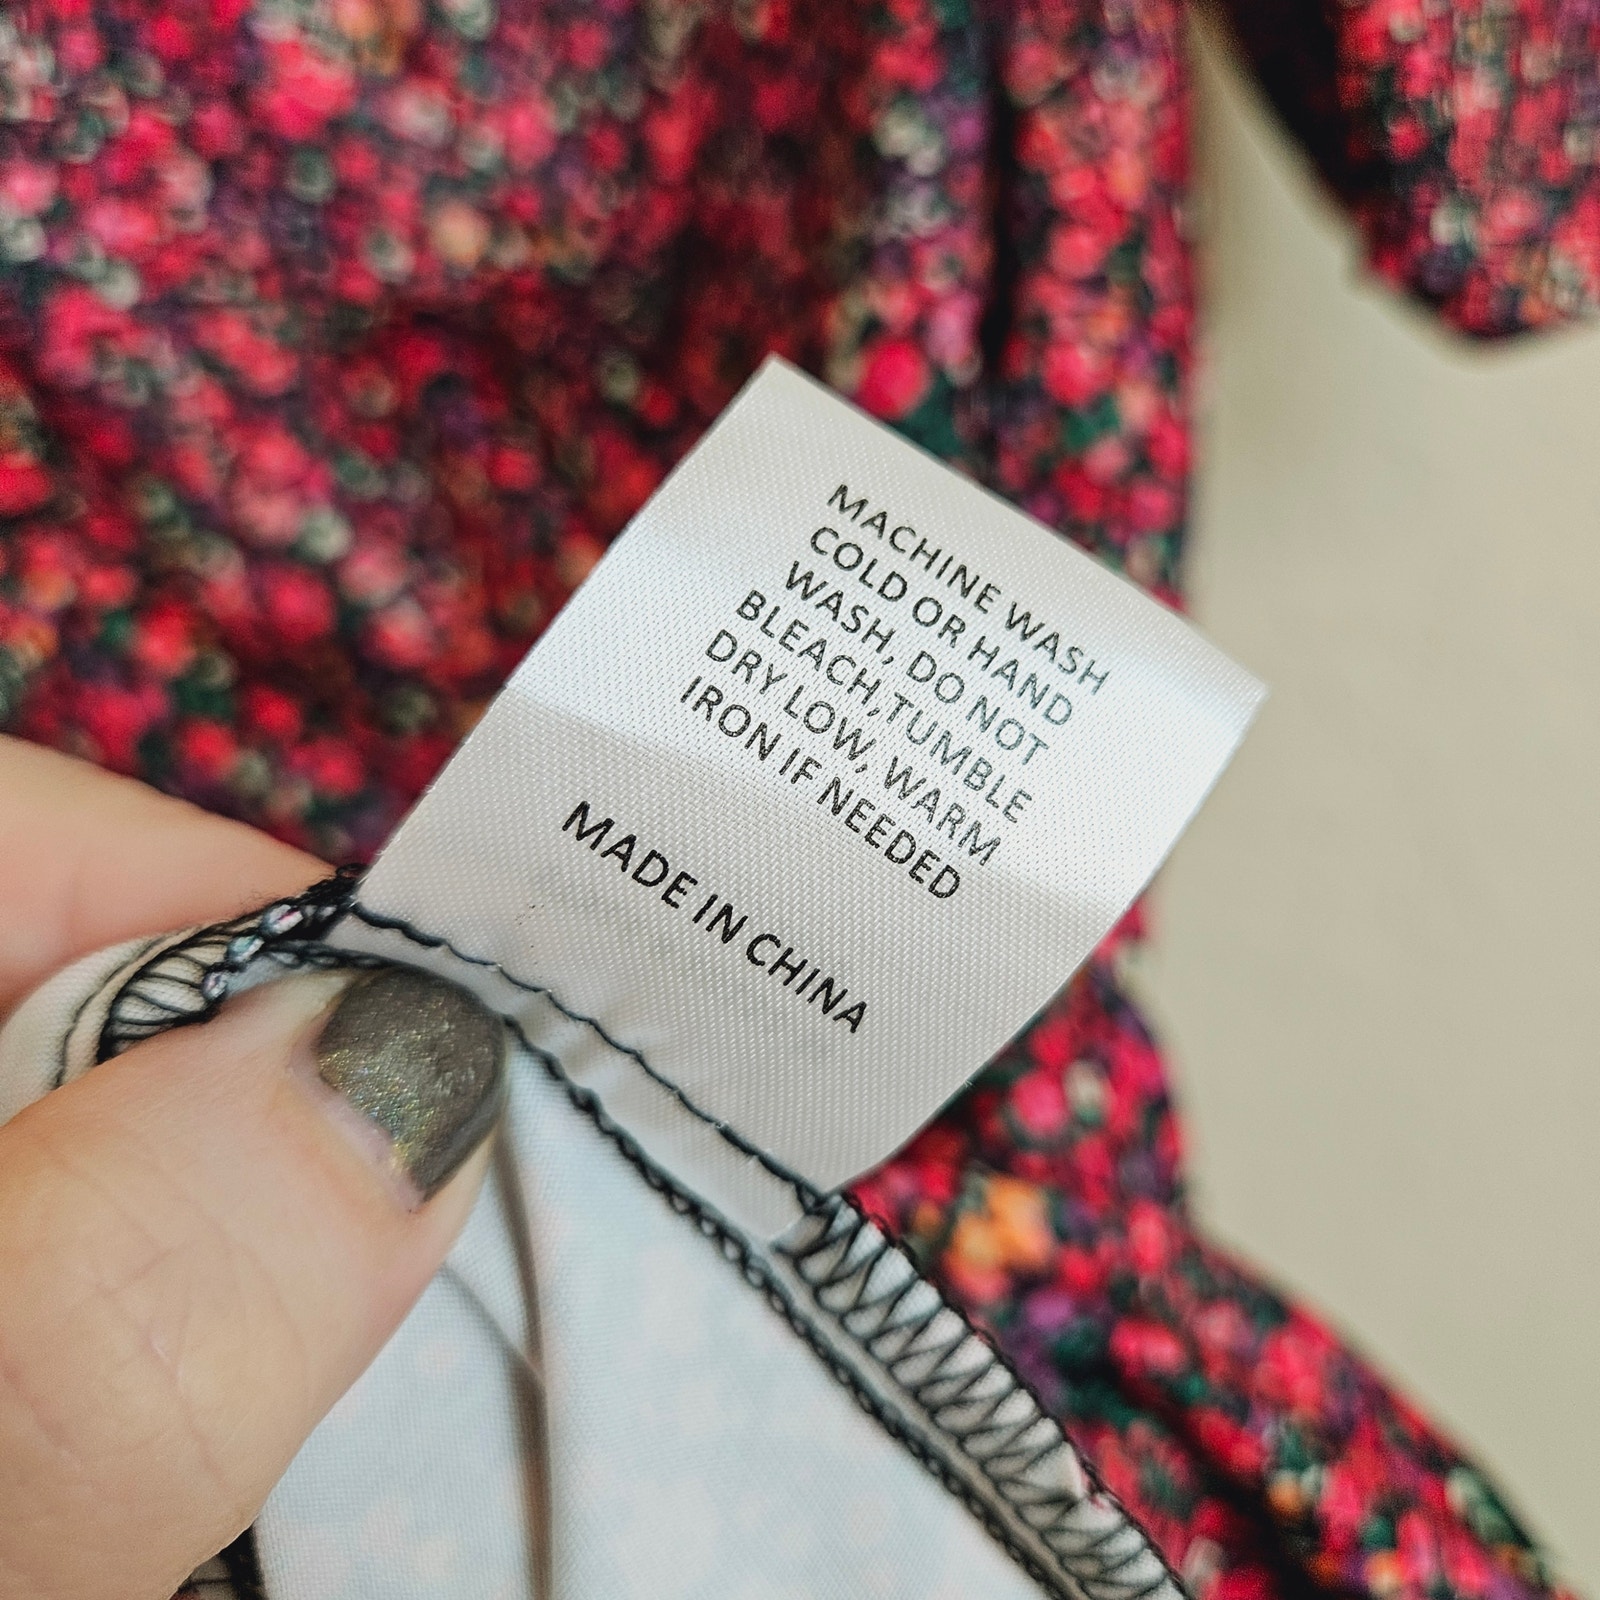 MACHINE WASH
COLD OR HAND
WASH, DO NOT
BLEACH,TUMBLE
DRY LOW, WARM
IRON IF NEEDED
MADE IN CHINA